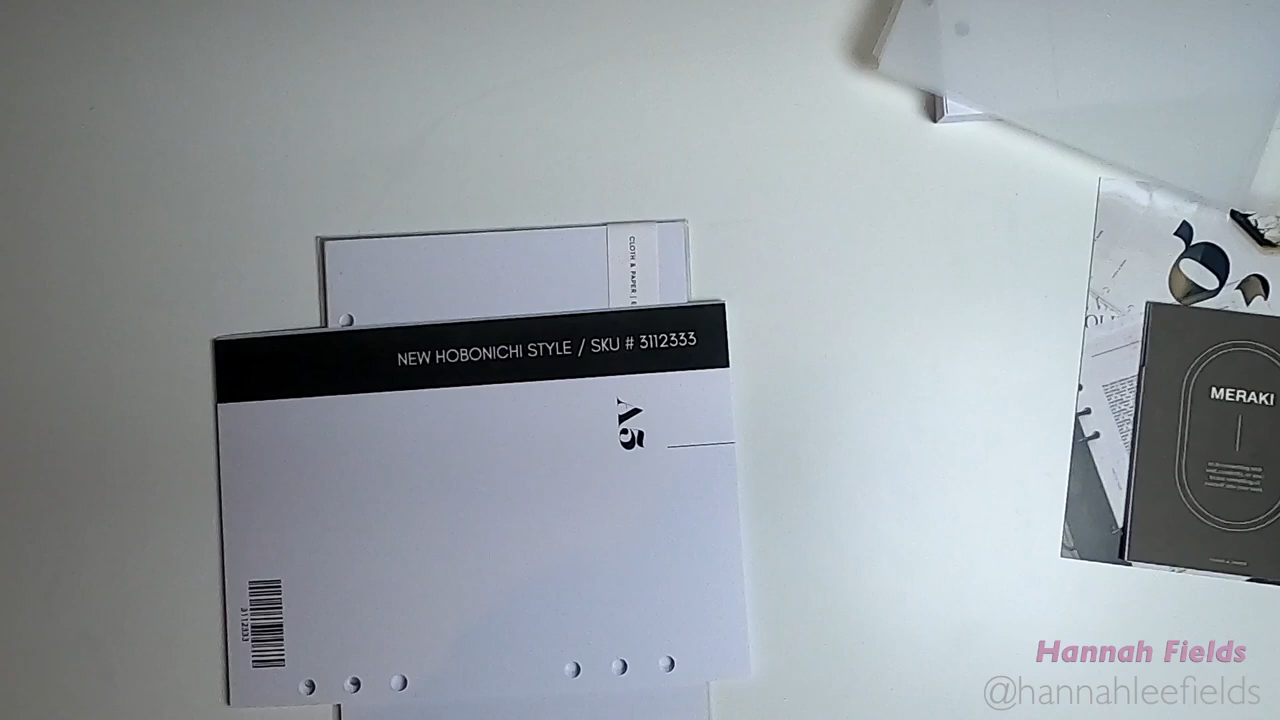 CLOTH & PAPER |
NEW HOBONICHI STYLE / SKU # 3112333
A5
3112333
MERAKI
Hannah Fields
@hannahleefields